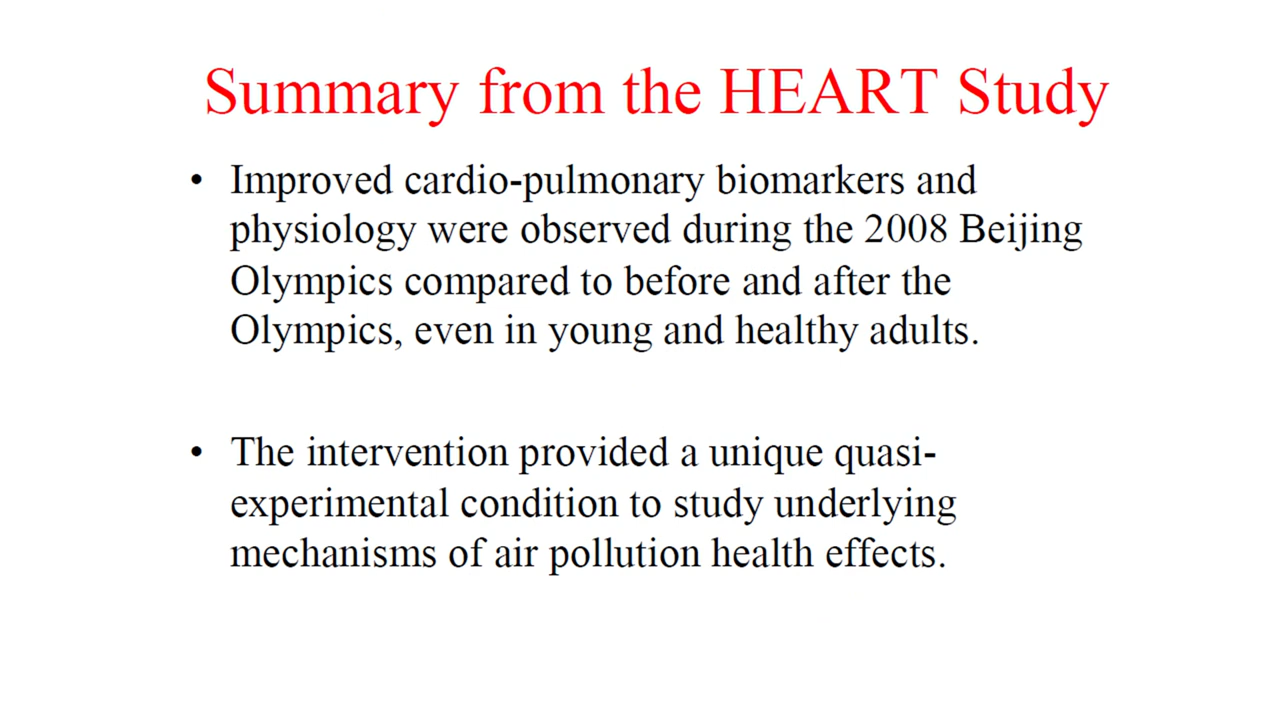 Summary from the HEART Study
• Improved cardio-pulmonary biomarkers and
physiology were observed during the 2008 Beijing
Olympics compared to before and after the
Olympics, even in young and healthy adults.
• The intervention provided a unique quasi-
experimental condition to study underlying
mechanisms of air pollution health effects.